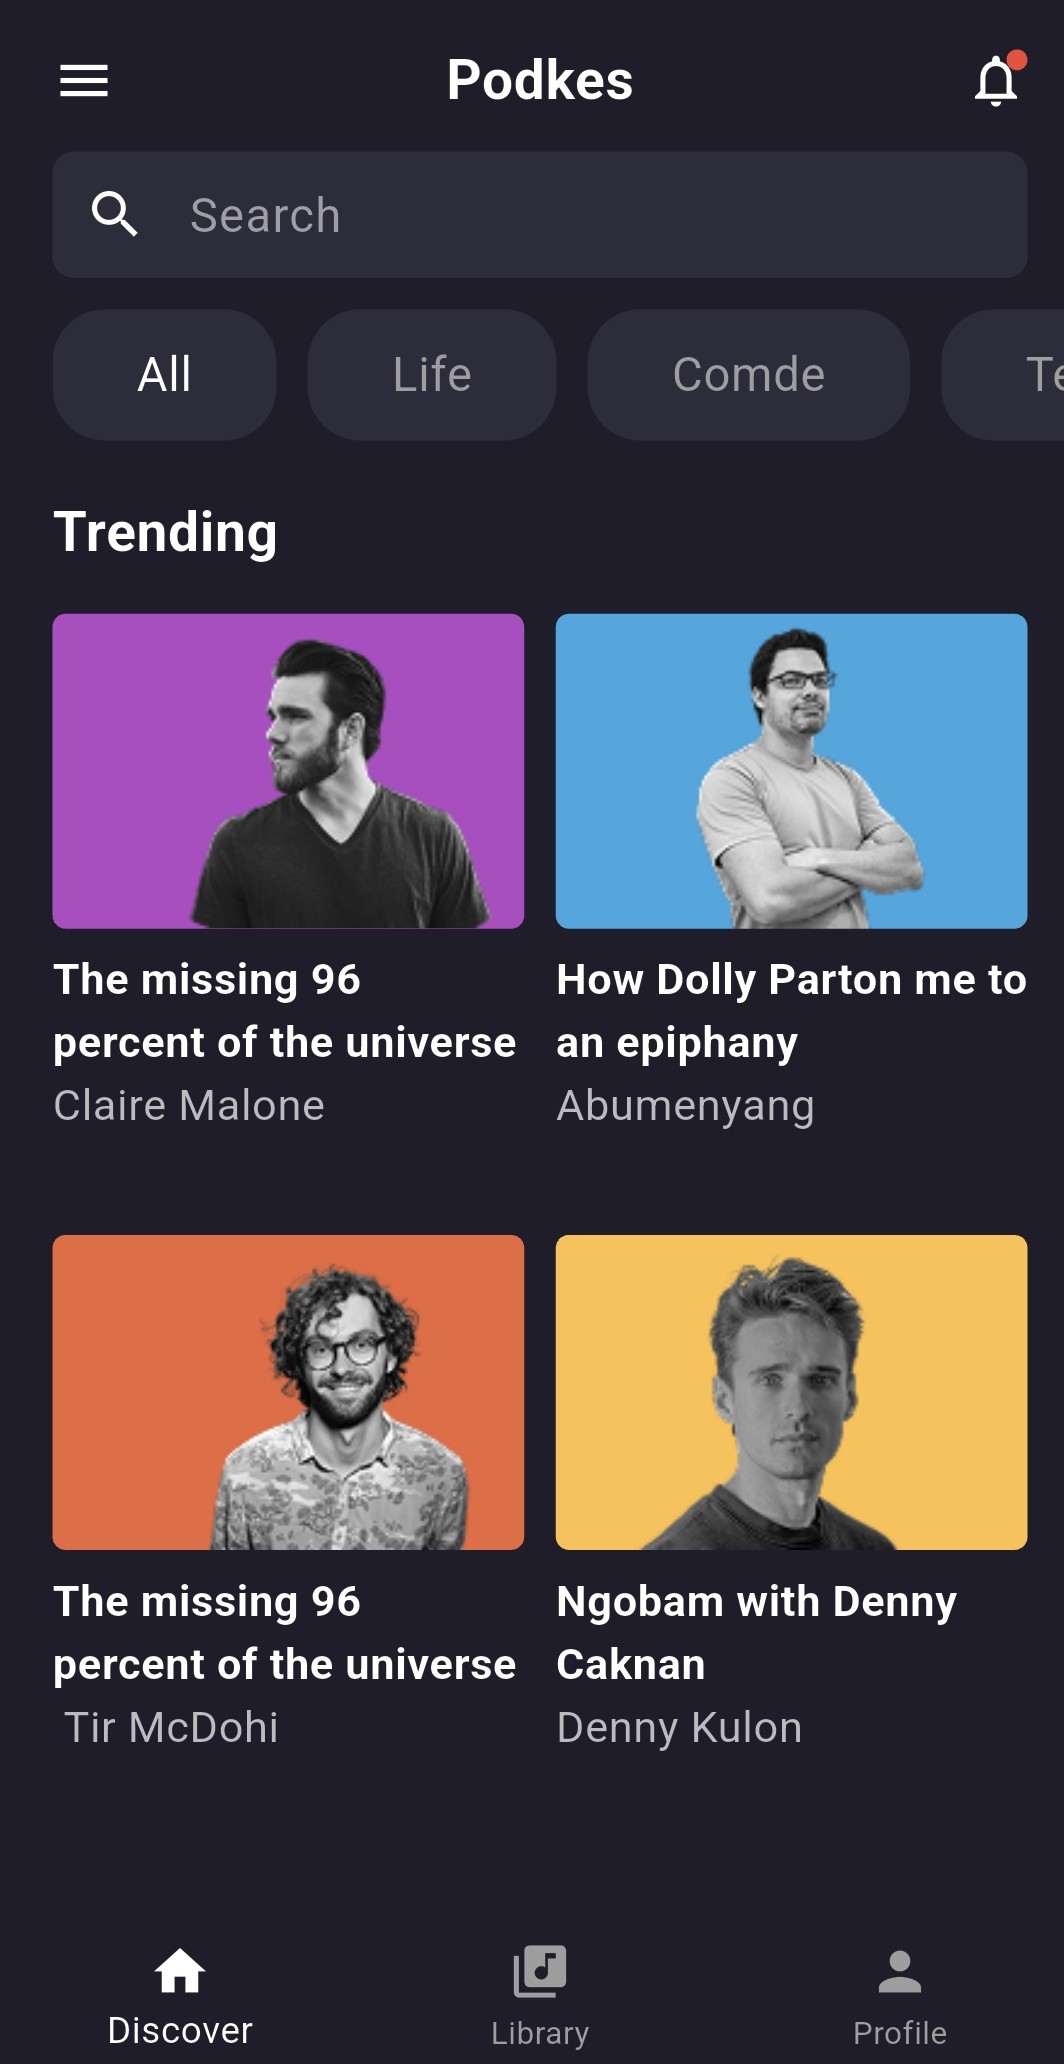 Podkes
Search
All
Life
Comde
Te
Trending
The missing 96
percent of the universe
Claire Malone
How Dolly Parton me to
an epiphany
Abumenyang
The missing 96
percent of the universe
Tir McDohi
Ngobam with Denny
Caknan
Denny Kulon
Discover
Library
Profile